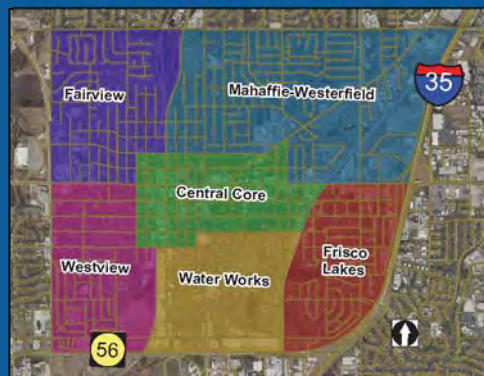 Fairview
Mahaffie-Westerfield
35
Central Core
Westview
Water Works
Frisco
Lakes
56